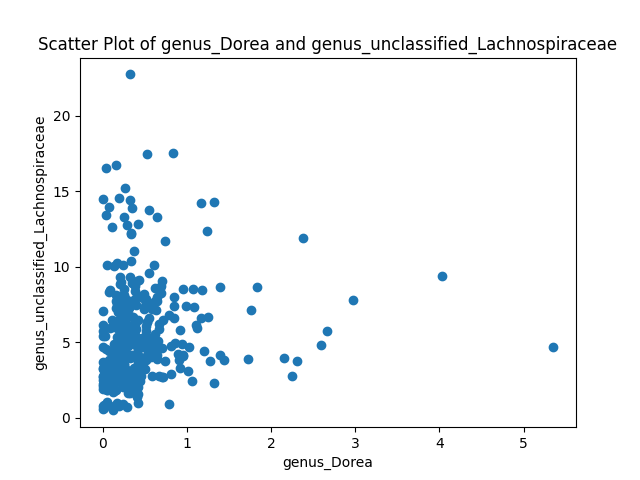 Scatter Plot of genus_Dorea and genus_unclassified_Lachnospiraceae
genus_unclassified_Lachnospiraceae
20
15
10
5
0
0 1 2 3 4 5
genus_Dorea